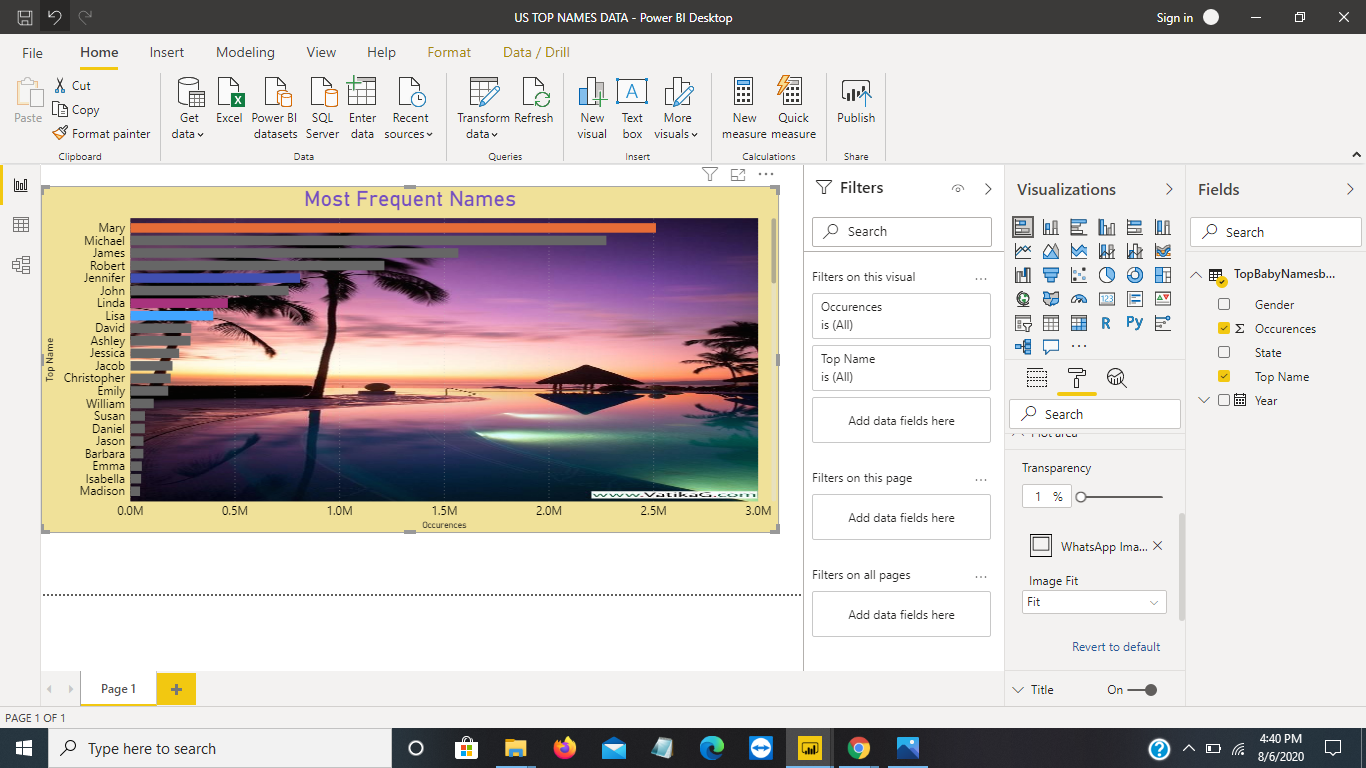 US TOP NAMES DATA - Power BI Desktop
Sign in
File Home Insert Modeling View Help Format Data / Drill
Paste
Cut
Copy
Format painter
Get data
Excel
Power BI datasets
SQL Server
Enter data
Recent sources
Transform data
Refresh
New visual
Text box
More visuals
New measure
Quick measure
Publish
Clipboard
Data
Queries
Insert
Calculations
Share
Most Frequent Names
Top Name
Mary
Michael
James
Robert
Jennifer
John
Linda
Lisa
David
Ashley
Jessica
Jacob
Christopher
Emily
William
Susan
Daniel
Jason
Barbara
Emma
Isabella
Madison
www.VatikaG.com
0.0M 0.5M 1.0M 1.5M 2.0M 2.5M 3.0M
Occurences
Filters
Search
Filters on this visual
Occurences
is (All)
Top Name
is (All)
Add data fields here
Filters on this page
Add data fields here
Filters on all pages
Add data fields here
Visualizations
123
R
Py
Search
Plot area
Transparency
1 %
WhatsApp Ima...
Image Fit
Fit
Revert to default
Title On
Fields
Search
TopBabyNamesb...
Gender
Σ Occurences
State
Top Name
Year
Page 1
PAGE 1 OF 1
Type here to search
4:40 PM
8/6/2020